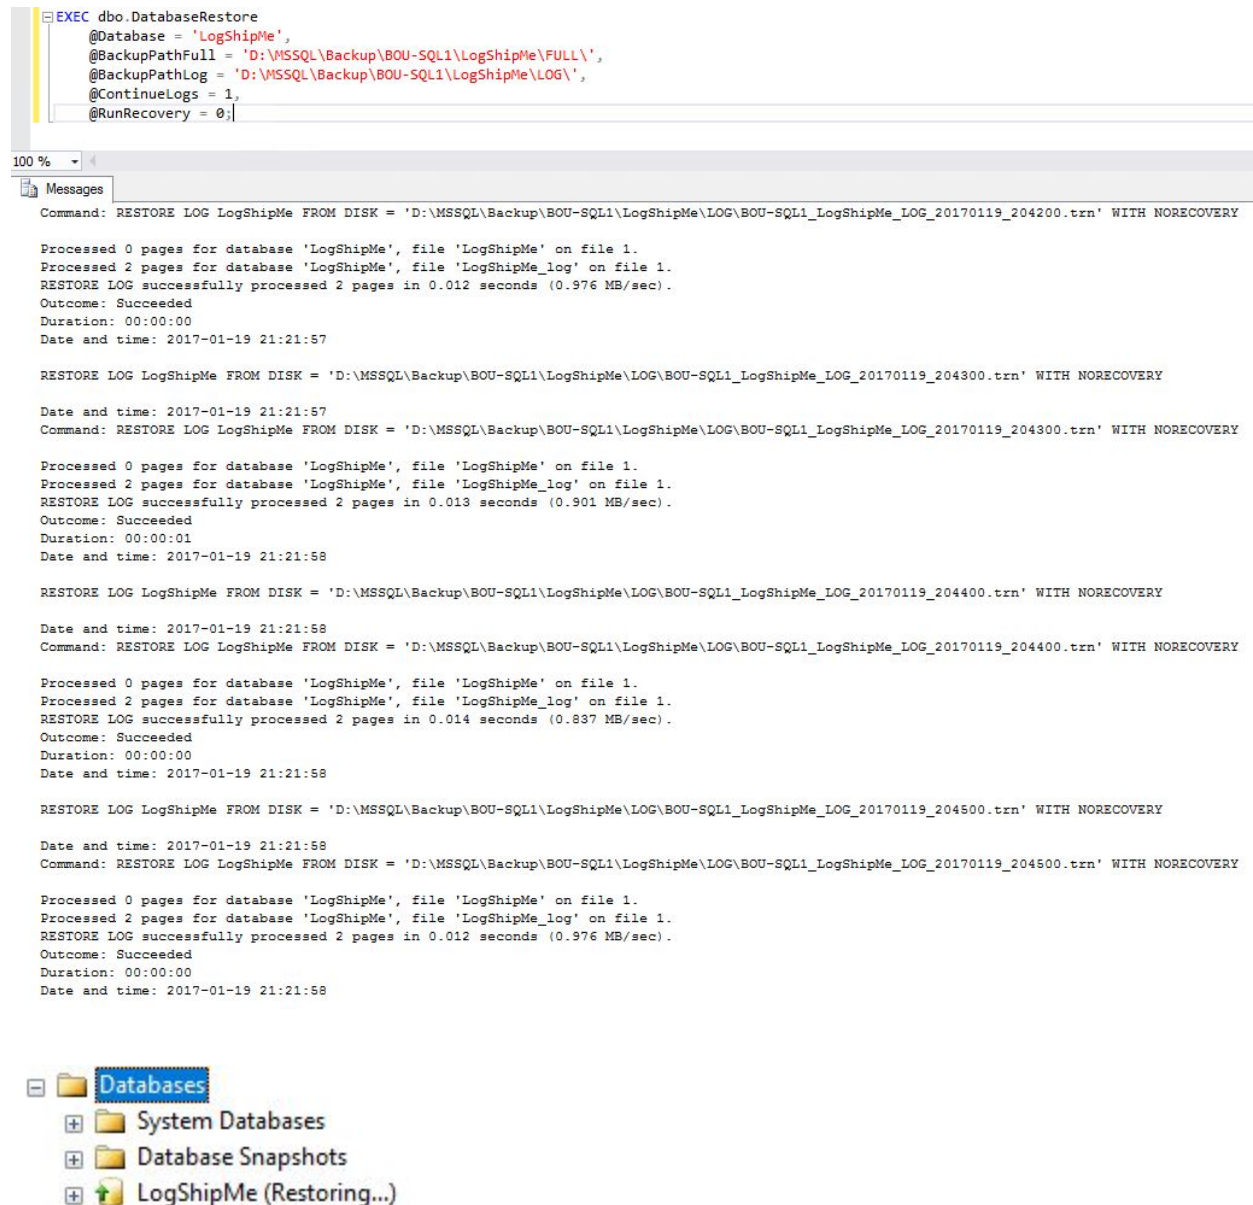 EXEC dbo.DatabaseRestore
@Database = 'LogShipMe',
@BackupPathFull = 'D:\MSSQL\Backup\BOU-SQL1\LogShipMe\FULL\',
@BackupPathLog = 'D:\MSSQL\Backup\BOU-SQL1\LogShipMe\LOG\',
@ContinueLogs = 1,
@RunRecovery = 0;
100 %
Messages
Command: RESTORE LOG LogShipMe FROM DISK = 'D:\MSSQL\Backup\BOU-SQL1\LogShipMe\LOG\BOU-SQL1_LogShipMe_LOG_20170119_204200.trn' WITH NORECOVERY
Processed 0 pages for database 'LogShipMe', file 'LogShipMe' on file 1.
Processed 2 pages for database 'LogShipMe', file 'LogShipMe_log' on file 1.
RESTORE LOG successfully processed 2 pages in 0.012 seconds (0.976 MB/sec).
Outcome: Succeeded
Duration: 00:00:00
Date and time: 2017-01-19 21:21:57
RESTORE LOG LogShipMe FROM DISK = 'D:\MSSQL\Backup\BOU-SQL1\LogShipMe\LOG\BOU-SQL1_LogShipMe_LOG_20170119_204300.trn' WITH NORECOVERY
Date and time: 2017-01-19 21:21:57
Command: RESTORE LOG LogShipMe FROM DISK = 'D:\MSSQL\Backup\BOU-SQL1\LogShipMe\LOG\BOU-SQL1_LogShipMe_LOG_20170119_204300.trn' WITH NORECOVERY
Processed 0 pages for database 'LogShipMe', file 'LogShipMe' on file 1.
Processed 2 pages for database 'LogShipMe', file 'LogShipMe_log' on file 1.
RESTORE LOG successfully processed 2 pages in 0.013 seconds (0.901 MB/sec).
Outcome: Succeeded
Duration: 00:00:01
Date and time: 2017-01-19 21:21:58
RESTORE LOG LogShipMe FROM DISK = 'D:\MSSQL\Backup\BOU-SQL1\LogShipMe\LOG\BOU-SQL1_LogShipMe_LOG_20170119_204400.trn' WITH NORECOVERY
Date and time: 2017-01-19 21:21:58
Command: RESTORE LOG LogShipMe FROM DISK = 'D:\MSSQL\Backup\BOU-SQL1\LogShipMe\LOG\BOU-SQL1_LogShipMe_LOG_20170119_204400.trn' WITH NORECOVERY
Processed 0 pages for database 'LogShipMe', file 'LogShipMe' on file 1.
Processed 2 pages for database 'LogShipMe', file 'LogShipMe_log' on file 1.
RESTORE LOG successfully processed 2 pages in 0.014 seconds (0.837 MB/sec).
Outcome: Succeeded
Duration: 00:00:00
Date and time: 2017-01-19 21:21:58
RESTORE LOG LogShipMe FROM DISK = 'D:\MSSQL\Backup\BOU-SQL1\LogShipMe\LOG\BOU-SQL1_LogShipMe_LOG_20170119_204500.trn' WITH NORECOVERY
Date and time: 2017-01-19 21:21:58
Command: RESTORE LOG LogShipMe FROM DISK = 'D:\MSSQL\Backup\BOU-SQL1\LogShipMe\LOG\BOU-SQL1_LogShipMe_LOG_20170119_204500.trn' WITH NORECOVERY
Processed 0 pages for database 'LogShipMe', file 'LogShipMe' on file 1.
Processed 2 pages for database 'LogShipMe', file 'LogShipMe_log' on file 1.
RESTORE LOG successfully processed 2 pages in 0.012 seconds (0.976 MB/sec).
Outcome: Succeeded
Duration: 00:00:00
Date and time: 2017-01-19 21:21:58
Databases
System Databases
Database Snapshots
LogShipMe (Restoring...)